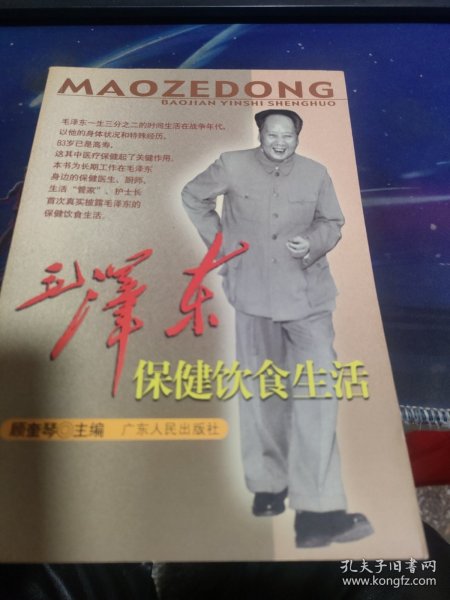 MAOZEDONG
BAOJIAN YINSHI SHENGHUO
毛泽东一生三分之二的时间生活在战争年代。
以他的身体状况和特殊经历，
83岁已是高寿，
这其中医疗保健起了关健作用。
本书为长期工作在毛泽东
身边的保健医生、厨师，
生活“管家”、护士长
首次真实披露毛泽东的
保健饮食生活。
毛澤东
保健饮食生活
顾奎琴◎主编 广东人民出版社
孔夫子旧书网
www.kongfz.com